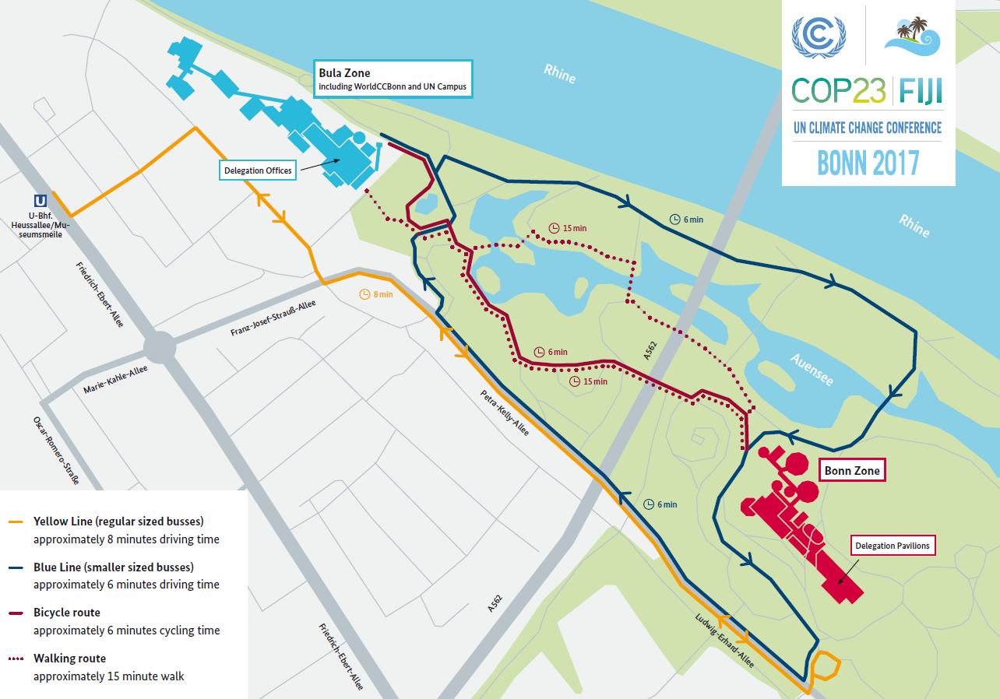 Rhine
COP23 FIJI
UN CLIMATE CHANGE CONFERENCE
BONN 2017
Bula Zone
including WorldCCBonn and UN Campus
Delegation Offices
U
U-Bhf.
Heussallee/Mu-
seumsmeile
6 min
15 min
Rhine
Friedrich-Ebert-Allee
8 min
Franz-Josef-Strauß-Allee
6 min
A562
15 min
Auensee
Marie-Kahle-Allee
Petra-Kelly-Allee
Oscar-Romero-Straße
Bonn Zone
6 min
Delegation Pavilions
A562
Ludwig-Erhard-Allee
Friedrich-Ebert-Allee
Yellow Line (regular sized busses)
approximately 8 minutes driving time
Blue Line (smaller sized busses)
approximately 6 minutes driving time
Bicycle route
approximately 6 minutes cycling time
Walking route
approximately 15 minute walk